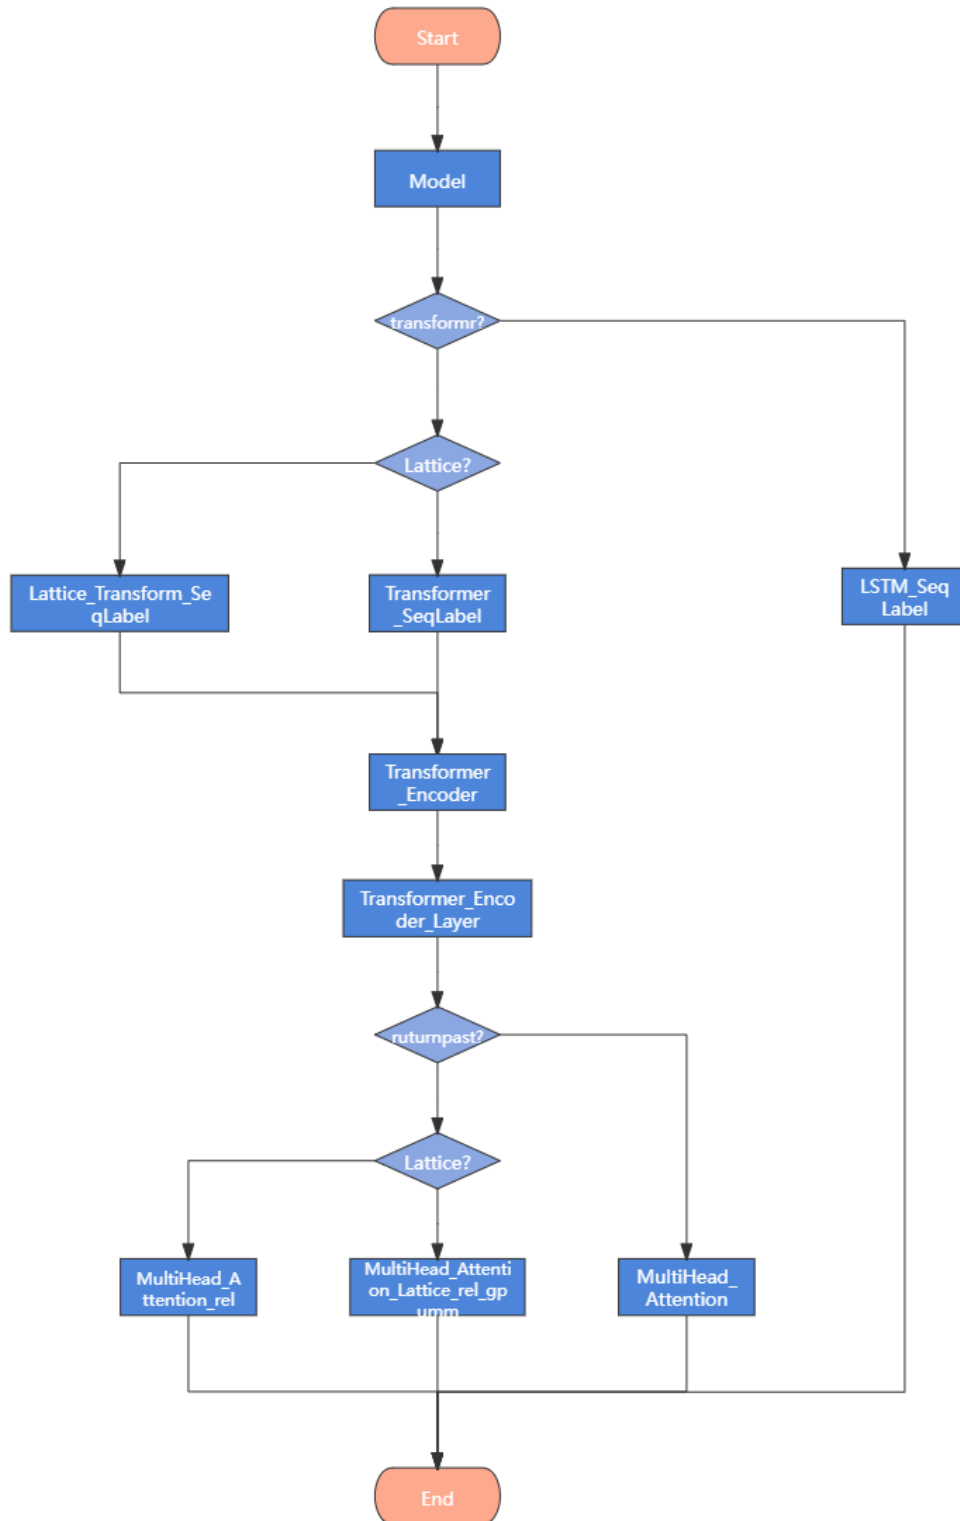 Start
Model
transformr?
Lattice?
Lattice_Transform_Se
qLabel
Transformer
_SeqLabel
LSTM_Seq
Label
Transformer
_Encoder
Transformer_Enco
der_Layer
ruturnpast?
Lattice?
MultiHead_A
ttention_rel
MultiHead_Attenti
on_Lattice_rel_gp
umm
MultiHead_
Attention
End